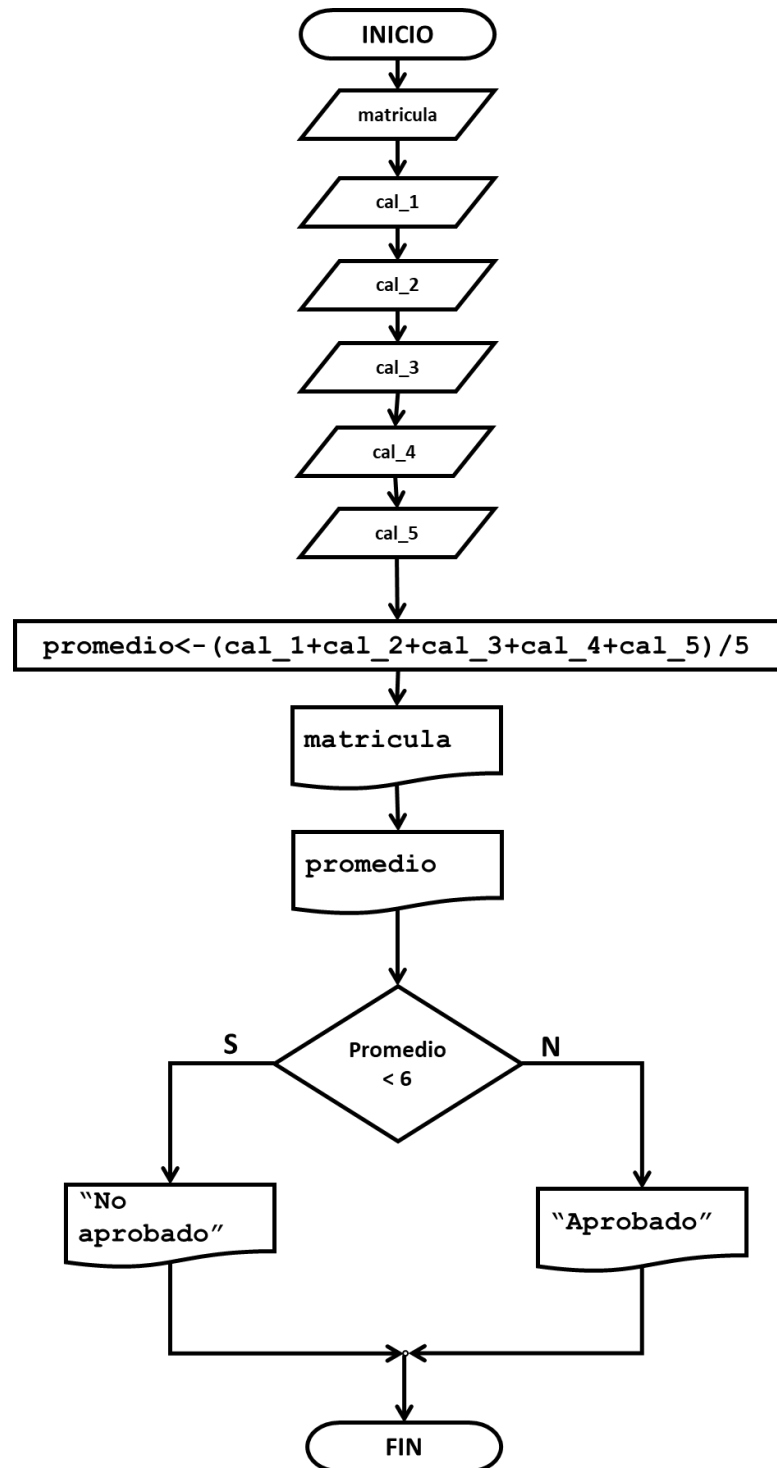 INICIO
matricula
cal_1
cal_2
cal_3
cal_4
cal_5
promedio<-(cal_1+cal_2+cal_3+cal_4+cal_5)/5
matricula
promedio
Promedio
< 6
S
N
“No
aprobado”
“Aprobado”
FIN